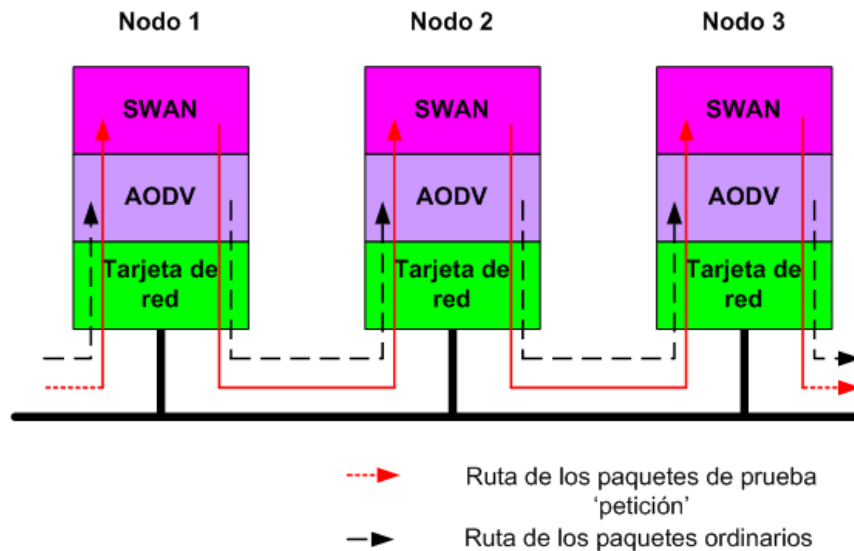 Nodo 1 Nodo 2 Nodo 3
SWAN SWAN SWAN
AODV AODV AODV
Tarjeta de red Tarjeta de red Tarjeta de red
Ruta de los paquetes de prueba
‘petición’
Ruta de los paquetes ordinarios